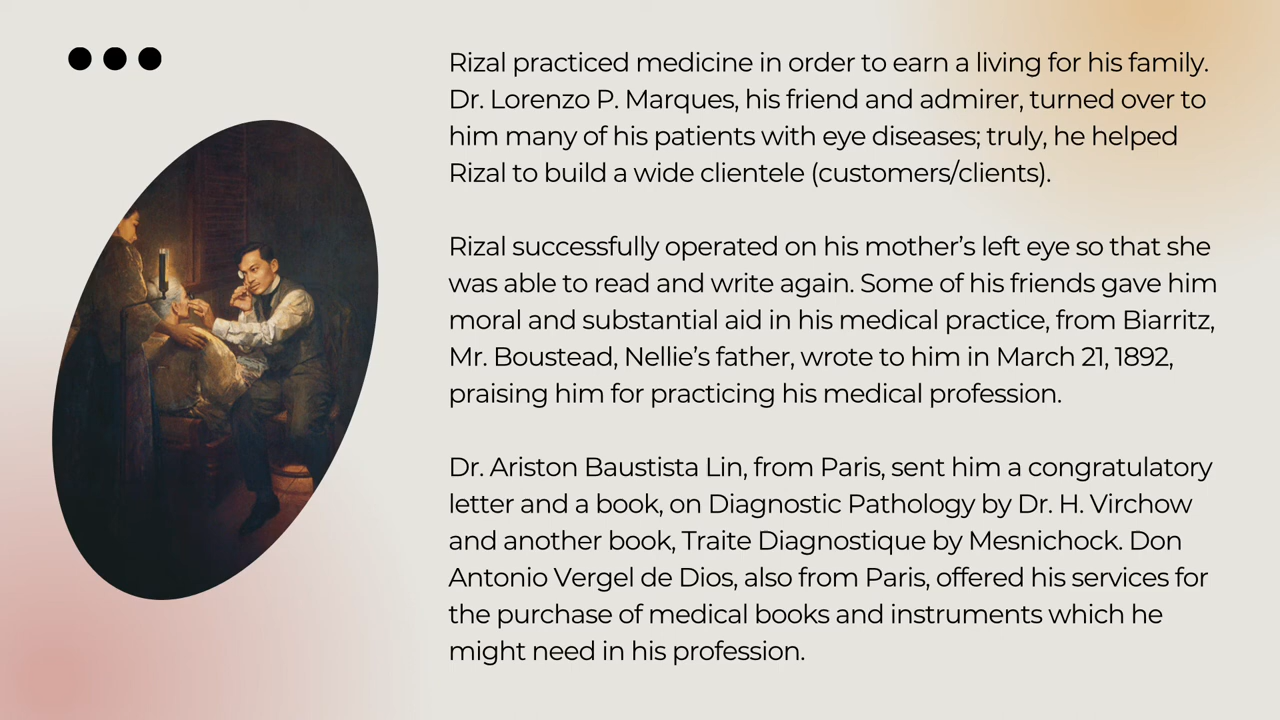 Rizal practiced medicine in order to earn a living for his family.
Dr. Lorenzo P. Marques, his friend and admirer, turned over to
him many of his patients with eye diseases; truly, he helped
Rizal to build a wide clientele (customers/clients).
Rizal successfully operated on his mother's left eye so that she
was able to read and write again. Some of his friends gave him
moral and substantial aid in his medical practice, from Biarritz,
Mr. Boustead, Nellie's father, wrote to him in March 21, 1892,
praising him for practicing his medical profession.
Dr. Ariston Baustista Lin, from Paris, sent him a congratulatory
letter and a book, on Diagnostic Pathology by Dr. H. Virchow
and another book, Traite Diagnostique by Mesnichock. Don
Antonio Vergel de Dios, also from Paris, offered his services for
the purchase of medical books and instruments which he
might need in his profession.